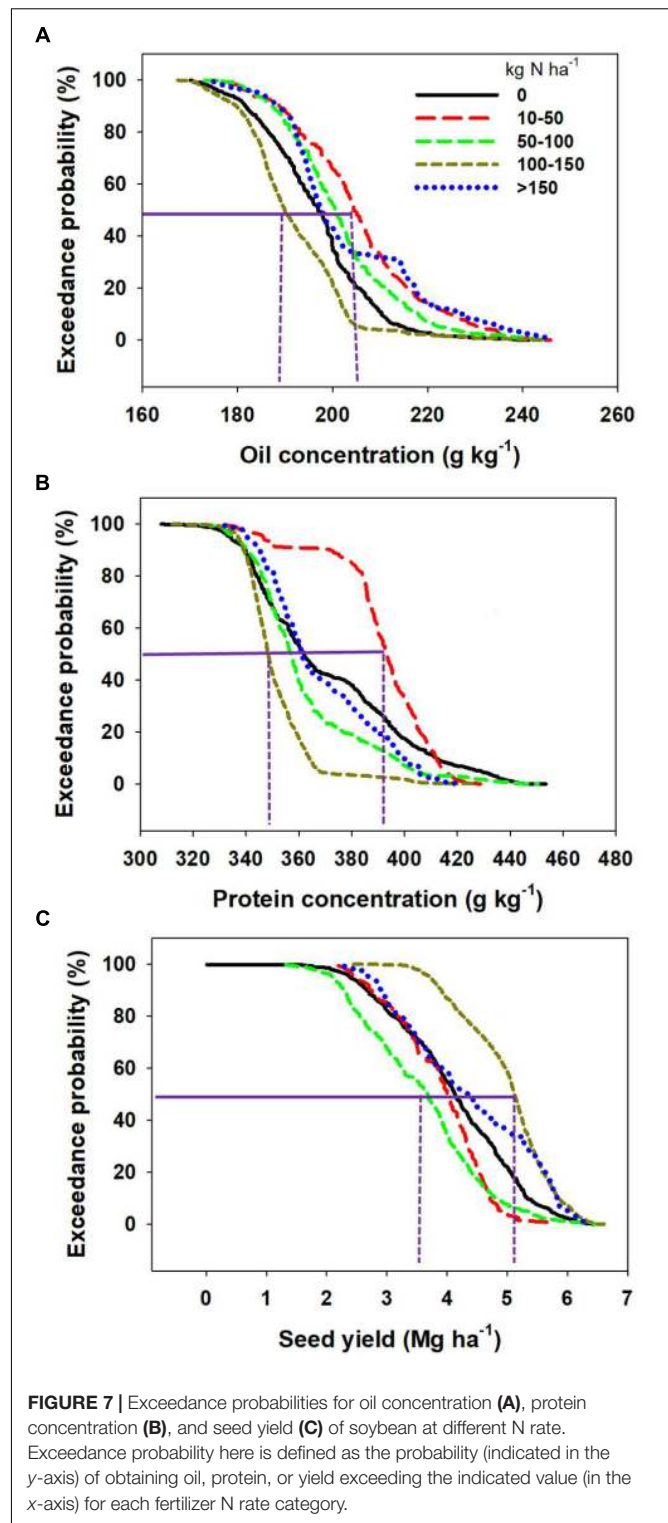 A
Exceedance probability (%)
100
80
60
40
20
0
kg N ha⁻¹
0
10-50
50-100
100-150
>150
160 180 200 220 240 260
Oil concentration (g kg⁻¹)
B
Exceedance probability (%)
100
80
60
40
20
0
300 320 340 360 380 400 420 440 460 480
Protein concentration (g kg⁻¹)
C
Exceedance probability (%)
100
80
60
40
20
0
0 1 2 3 4 5 6 7
Seed yield (Mg ha⁻¹)
FIGURE 7 | Exceedance probabilities for oil concentration (A), protein
concentration (B), and seed yield (C) of soybean at different N rate.
Exceedance probability here is defined as the probability (indicated in the
y-axis) of obtaining oil, protein, or yield exceeding the indicated value (in the
x-axis) for each fertilizer N rate category.